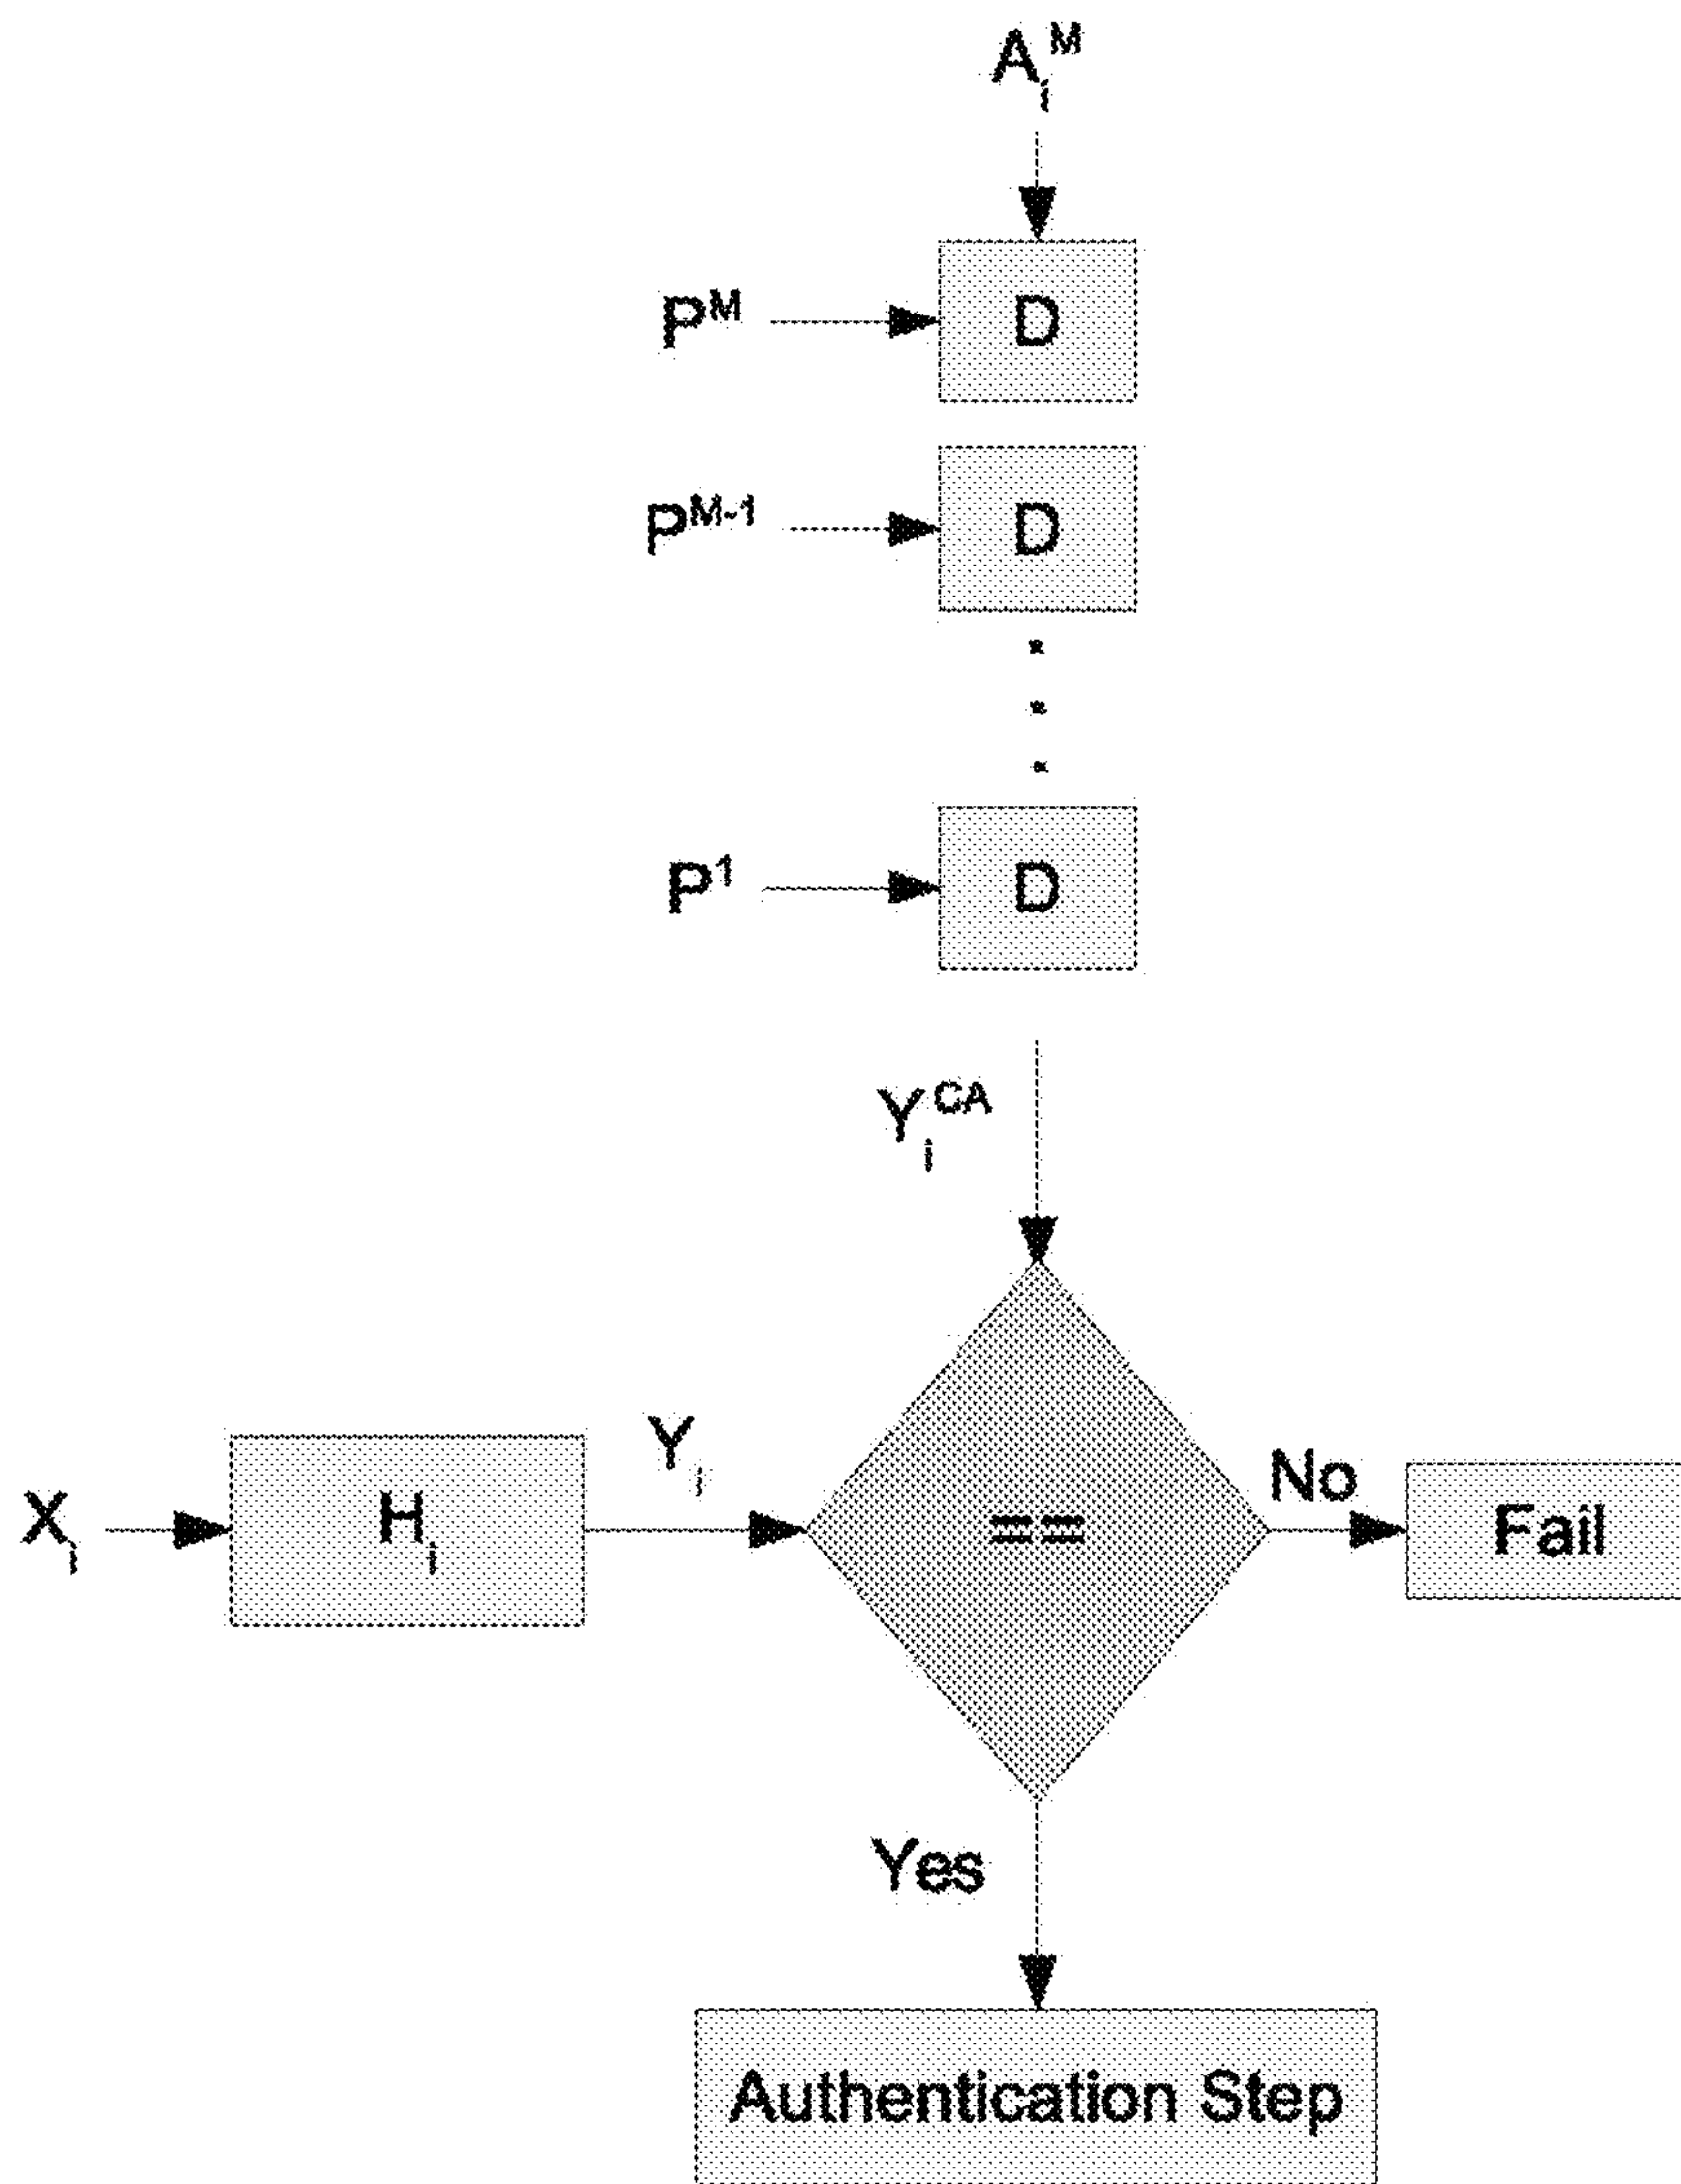 A_i^M
P^M D
P^{M-1} D
P^1 D
Y_i^{CA}
X_i H_i Y_i == No Fail
Yes
Authentication Step